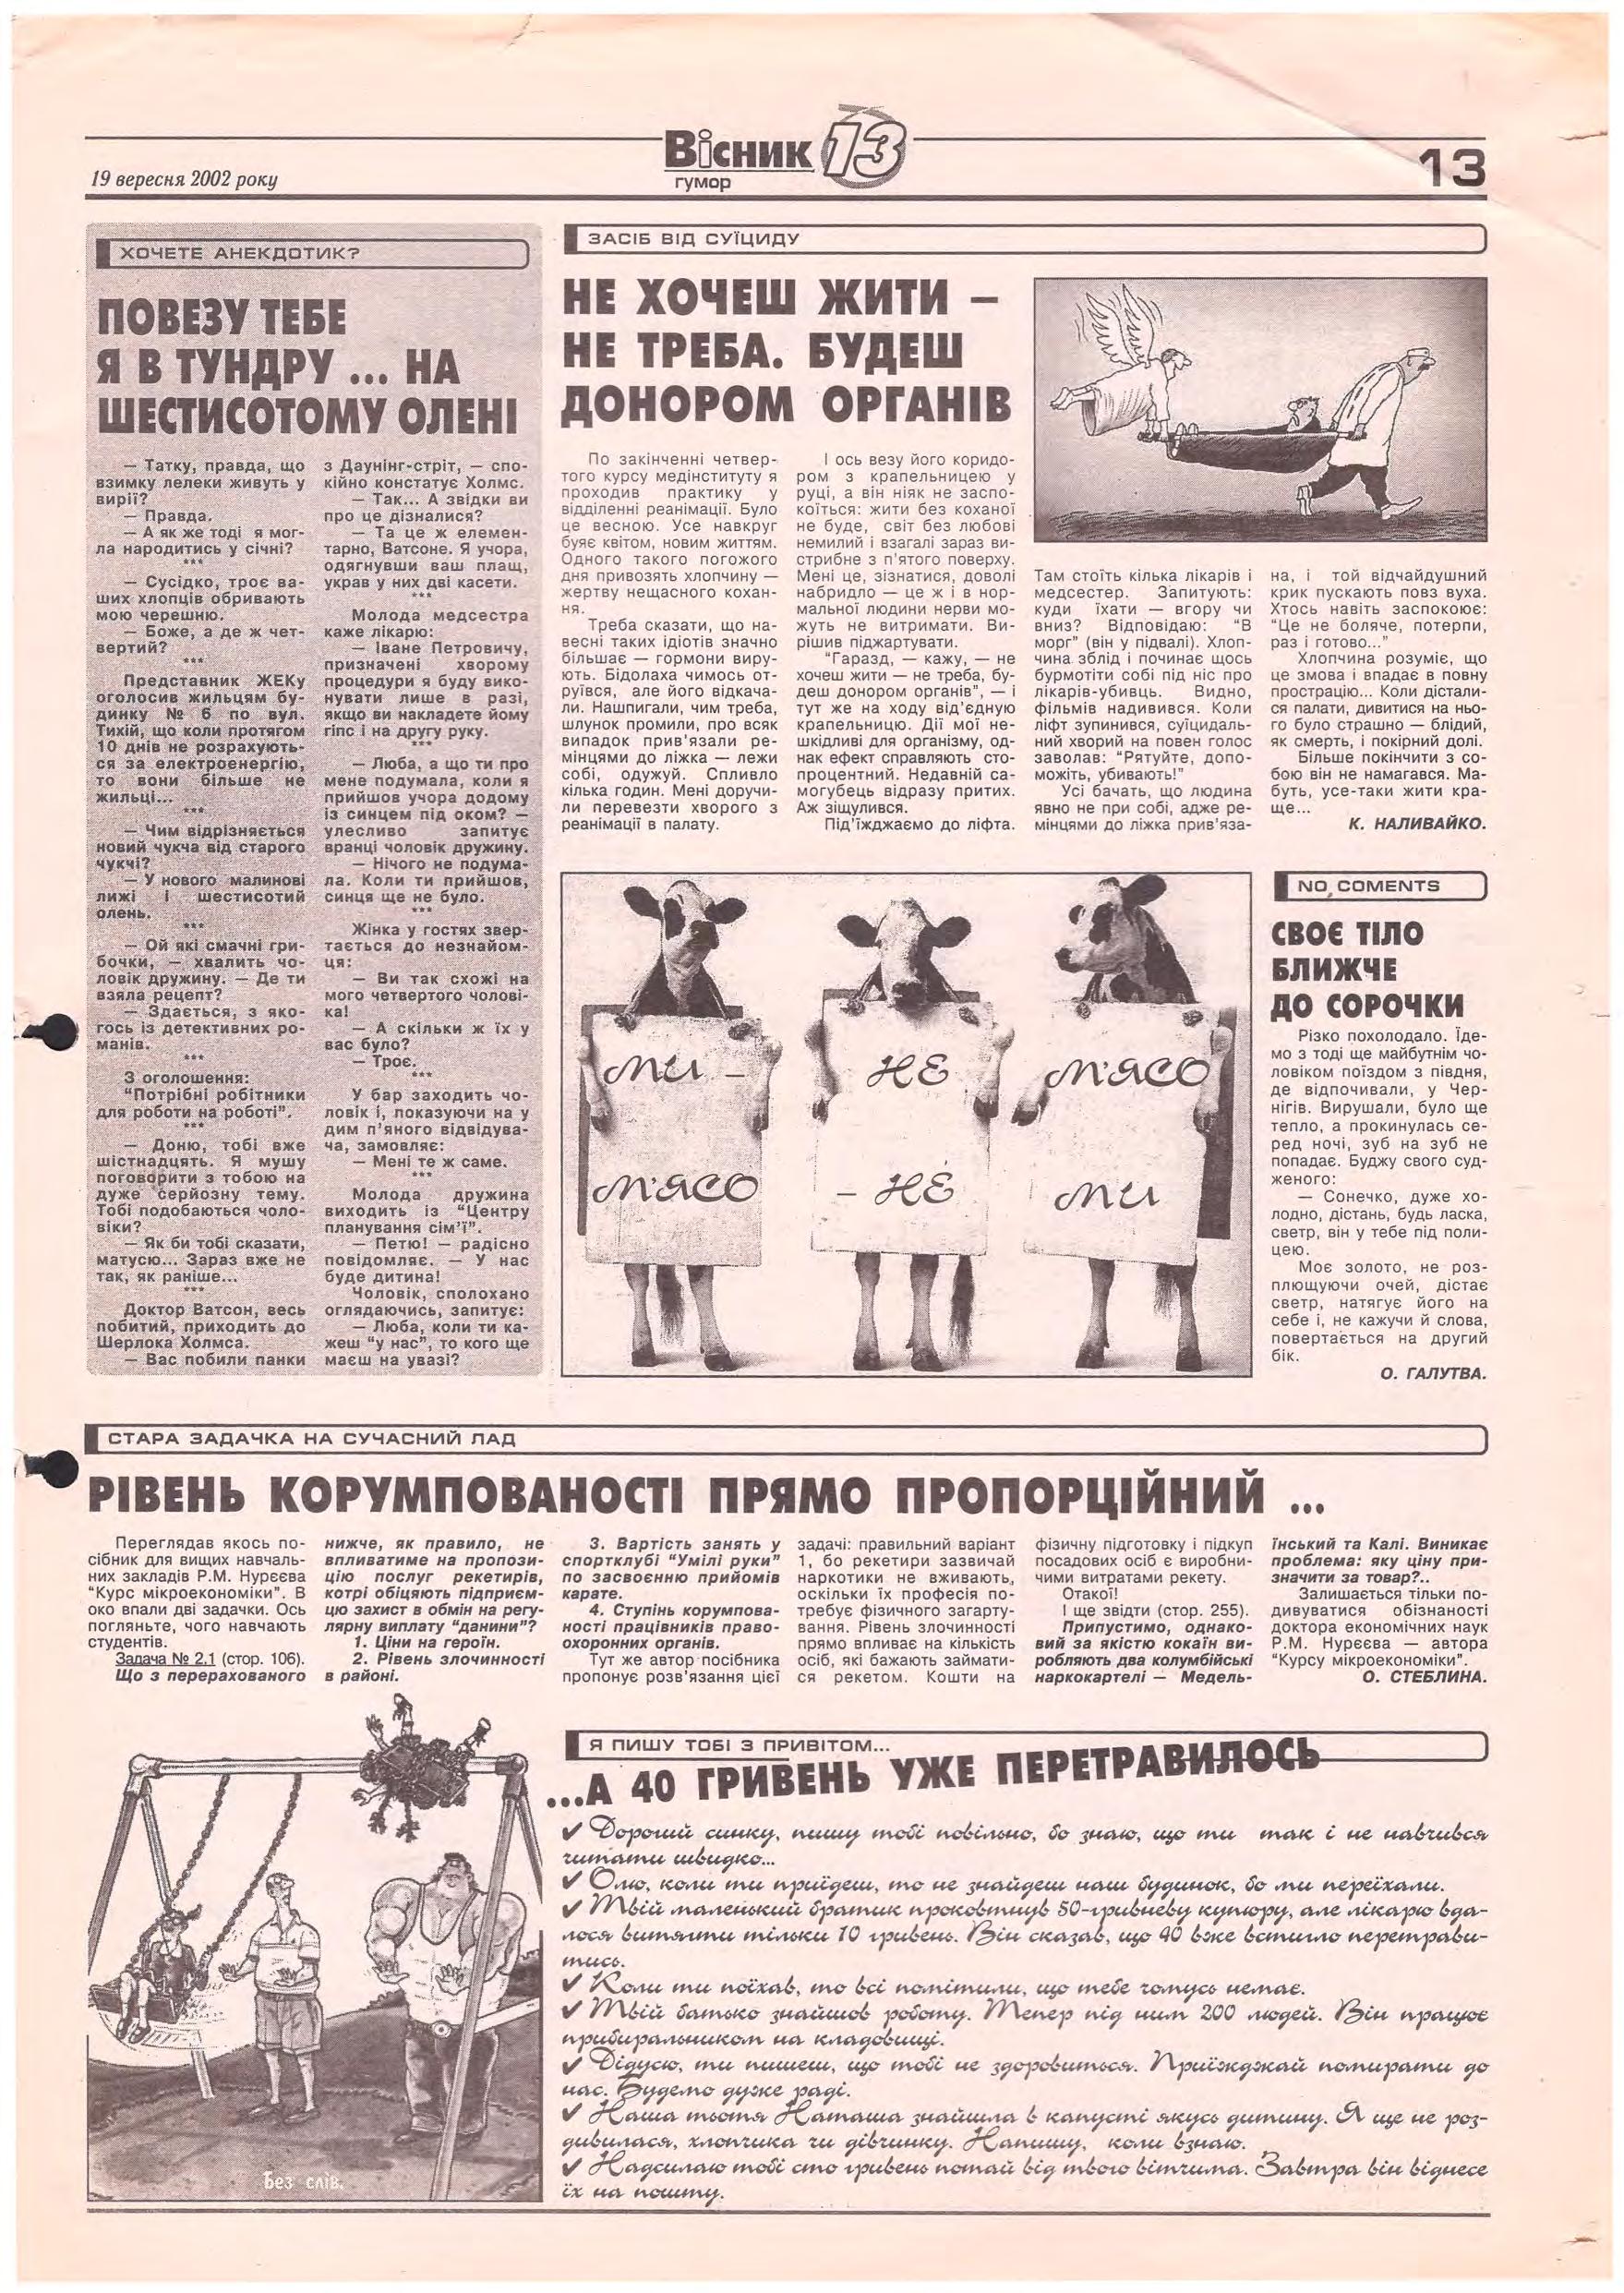 19 вересня 2002 року
Вісник 13
гумор
13
ХОЧЕТЕ АНЕКДОТИК?
ПОВЕЗУ ТЕБЕ
Я В ТУНДРУ ... НА
ШЕСТИСОТОМУ ОЛЕНІ
— Татку, правда, що
взимку лелеки живуть у
вирії?
— Правда.
— А як же тоді я мог-
ла народитись у січні?
***
— Сусідко, троє ва-
ших хлопців обривають
мою черешню.
— Боже, а де ж чет-
вертий?
***
Представник ЖЕКу
оголосив жильцям бу-
динку № 6 по вул.
Тихій, що коли протягом
10 днів не розрахують-
ся за електроенергію,
то вони більше не
жильці...
***
— Чим відрізняється
новий чукча від старого
чукчі?
— У нового малинові
лижі і шестисотий
олень.
***
— Ой які смачні гри-
бочки, — хвалить чо-
ловік дружину. — Де ти
взяла рецепт?
— Здається, з яко-
гось із детективних ро-
манів.
***
З оголошення:
"Потрібні робітники
для роботи на роботі".
***
— Доню, тобі вже
шістнадцять. Я мушу
поговорити з тобою на
дуже серйозну тему.
Тобі подобаються чоло-
віки?
— Як би тобі сказати,
матусю... Зараз вже не
так, як раніше...
***
Доктор Ватсон, весь
побитий, приходить до
Шерлока Холмса.
— Вас побили панки
з Даунінг-стріт, — спо-
кійно констатує Холмс.
— Так... А звідки ви
про це дізналися?
— Та це ж елемен-
тарно, Ватсоне. Я учора,
одягнувши ваш плащ,
украв у них дві касети.
***
Молода медсестра
каже лікарю:
— Іване Петровичу,
призначені хворому
процедури я буду вико-
нувати лише в разі,
якщо ви накладете йому
гіпс і на другу руку.
***
— Люба, а що ти про
мене подумала, коли я
прийшов учора додому
із синцем під оком? —
улесливо запитує
вранці чоловік дружину.
— Нічого не подума-
ла. Коли ти прийшов,
синця ще не було.
***
Жінка у гостях звер-
тається до незнайом-
ця:
— Ви так схожі на
мого четвертого чолові-
ка!
— А скільки ж їх у
вас було?
— Троє.
***
У бар заходить чо-
ловік і, показуючи на у
дим п'яного відвідува-
ча, замовляє:
— Мені те ж саме.
***
Молода дружина
виходить із "Центру
планування сім'ї".
— Петю! — радісно
повідомляє. — У нас
буде дитина!
Чоловік, сполохано
оглядаючись, запитує:
— Люба, коли ти ка-
жеш "у нас", то кого ще
маєш на увазі?
ЗАСІБ ВІД СУЇЦИДУ
НЕ ХОЧЕШ ЖИТИ –
НЕ ТРЕБА. БУДЕШ
ДОНОРОМ ОРГАНІВ
По закінченні четвер-
того курсу медінституту я
проходив практику у
відділенні реанімації. Було
це весною. Усе навкруг
буяє квітом, новим життям.
Одного такого погожого
дня привозять хлопчину —
жертву нещасного кохан-
ня.
Треба сказати, що на-
весні таких ідіотів значно
більшає — гормони виру-
ють. Бідолаха чимось от-
руївся, але його відкача-
ли. Нашпигали, чим треба,
шлунок промили, про всяк
випадок прив'язали ре-
мінцями до ліжка — лежи
собі, одужуй. Спливло
кілька годин. Мені доручи-
ли перевезти хворого з
реанімації в палату.
І ось везу його коридо-
ром з крапельницею у
руці, а він ніяк не заспо-
коїться: жити без коханої
не буде, світ без любові
немилий і взагалі зараз ви-
стрибне з п'ятого поверху.
Мені це, зізнатися, доволі
набридло — це ж і в нор-
мальної людини нерви мо-
жуть не витримати. Ви-
рішив піджартувати.
"Гаразд, — кажу, — не
хочеш жити — не треба, бу-
деш донором органів", — і
тут же на ходу від'єдную
крапельницю. Дії мої не-
шкідливі для організму, од-
нак ефект справляють сто-
процентний. Недавній са-
могубець відразу притих.
Аж зіщулився.
Під'їжджаємо до ліфта.
Там стоїть кілька лікарів і
медсестер. Запитують:
куди їхати — вгору чи
вниз? Відповідаю: "В
морг" (він у підвалі). Хлоп-
чина зблід і починає щось
бурмотіти собі під ніс про
лікарів-убивць. Видно,
фільмів надивився. Коли
ліфт зупинився, суїцидаль-
ний хворий на повен голос
заволав: "Рятуйте, допо-
можіть, убивають!"
Усі бачать, що людина
явно не при собі, адже ре-
мінцями до ліжка прив'яза-
на, і той відчайдушний
крик пускають повз вуха.
Хтось навіть заспокоює:
"Це не боляче, потерпи,
раз і готово..."
Хлопчина розуміє, що
це змова і впадає в повну
прострацію... Коли дістали-
ся палати, дивитися на ньо-
го було страшно — блідий,
як смерть, і покірний долі.
Більше покінчити з со-
бою він не намагався. Ма-
буть, усе-таки жити кра-
ще...
К. НАЛИВАЙКО.
МИ – НЕ М'ЯСО
М'ЯСО – НЕ МИ
NO, COMENTS
СВОЄ ТІЛО
БЛИЖЧЕ
ДО СОРОЧКИ
Різко похолодало. Їде-
мо з тоді ще майбутнім чо-
ловіком поїздом з півдня,
де відпочивали, у Чер-
нігів. Вирушали, було ще
тепло, а прокинулась се-
ред ночі, зуб на зуб не
попадає. Буджу свого суд-
женого:
— Сонечко, дуже хо-
лодно, дістань, будь ласка,
светр, він у тебе під поли-
цею.
Моє золото, не роз-
плющуючи очей, дістає
светр, натягує його на
себе і, не кажучи й слова,
повертається на другий
бік.
О. ГАЛУТВА.
СТАРА ЗАДАЧКА НА СУЧАСНИЙ ЛАД
РІВЕНЬ КОРУМПОВАНОСТІ ПРЯМО ПРОПОРЦІЙНИЙ ...
Переглядав якось по-
сібник для вищих навчаль-
них закладів Р.М. Нурєєва
"Курс мікроекономіки". В
око впали дві задачки. Ось
погляньте, чого навчають
студентів.
Задача № 2.1 (стор. 106).
Що з перерахованого
нижче, як правило, не
впливатиме на пропози-
цію послуг рекетирів,
котрі обіцяють підприєм-
цю захист в обмін на регу-
лярну виплату "данини"?
1. Ціни на героїн.
2. Рівень злочинності
в районі.
3. Вартість занять у
спортклубі "Умілі руки"
по засвоєнню прийомів
карате.
4. Ступінь корумпова-
ності працівників право-
охоронних органів.
Тут же автор посібника
пропонує розв'язання цієї
задачі: правильний варіант
1, бо рекетири зазвичай
наркотики не вживають,
оскільки їх професія по-
требує фізичного загарту-
вання. Рівень злочинності
прямо впливає на кількість
осіб, які бажають займати-
ся рекетом. Кошти на
фізичну підготовку і підкуп
посадових осіб є виробни-
чими витратами рекету.
Отакої!
І ще звідти (стор. 255).
Припустимо, однако-
вий за якістю кокаїн ви-
робляють два колумбійські
наркокартелі — Медель-
їнський та Калі. Виникає
проблема: яку ціну при-
значити за товар?..
Залишається тільки по-
дивуватися обізнаності
доктора економічних наук
Р.М. Нурєєва — автора
"Курсу мікроекономіки".
О. СТЕБЛИНА.
Без слів.
Я ПИШУ ТОБІ З ПРИВІТОМ...
...А 40 ГРИВЕНЬ УЖЕ ПЕРЕТРАВИЛОСЬ
✓ Дорогий синку, пишу тобі повільно, бо знаю, що ти так і не навчився
читати швидко...
✓ Олю, коли ти приїдеш, то не знайдеш наш будинок, бо ми переїхали.
✓ Твій маленький братик проковтнув 50-гривневу купюру, але лікарю вда-
лося витягти тільки 10 гривень. Він сказав, що 40 вже встигло перетрави-
тись.
✓ Коли ти поїхав, то всі помітили, що тебе чомусь немає.
✓ Твій батько знайшов роботу. Тепер під ним 200 людей. Він працює
прибиральником на кладовищі.
✓ Дідусю, ти пишеш, що тобі не здоровиться. Приїжджай помирати до
нас. Будемо дуже раді.
✓ Наша тьотя Наташа знайшла в капусті якусь дитину. Я ще не роз-
дивилася, хлопчика чи дівчинку. Напишу, коли взнаю.
✓ Надсилаю тобі сто гривень потай від твого вітчима. Завтра він віднесе
їх на пошту.